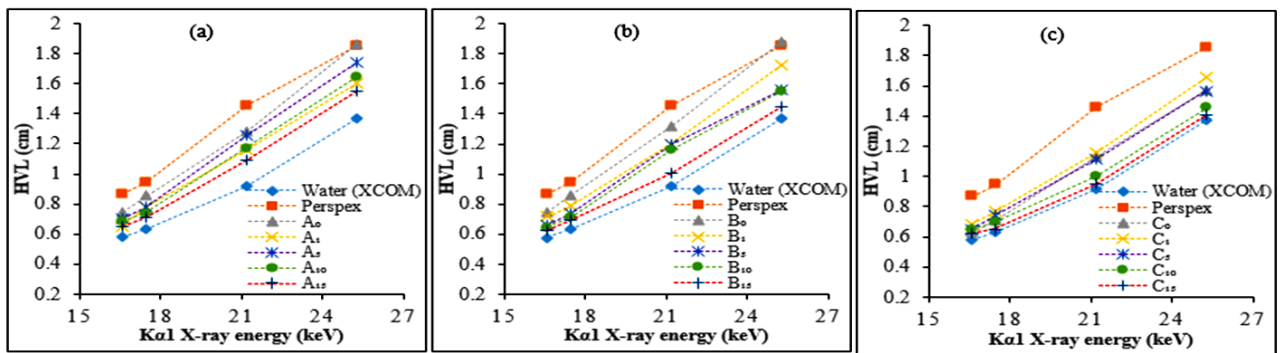 (a)
HVL (cm)
2
1.8
1.6
1.4
1.2
1
0.8
0.6
0.4
0.2
15 18 21 24 27
Kα1 X-ray energy (keV)
Water (XCOM)
Perspex
A₀
A₁
A₅
A₁₀
A₁₅
(b)
HVL (cm)
2
1.8
1.6
1.4
1.2
1
0.8
0.6
0.4
0.2
15 18 21 24 27
Kα1 X-ray energy (keV)
Water (XCOM)
Perspex
B₀
B₁
B₅
B₁₀
B₁₅
(c)
HVL (cm)
2
1.8
1.6
1.4
1.2
1
0.8
0.6
0.4
0.2
15 18 21 24 27
Kα1 X-ray energy (keV)
Water (XCOM)
Perspex
C₀
C₁
C₅
C₁₀
C₁₅